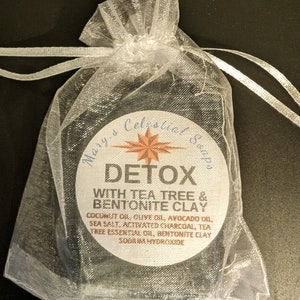 Mary's Celestial Soaps
DETOX
WITH TEA TREE &
BENTONITE CLAY
COCONUT OIL, OLIVE OIL, AVOCADO OIL,
SEA SALT, ACTIVATED CHARCOAL, TEA
TREE ESSENTIAL OIL, BENTONITE CLAY
SODIUM HYDROXIDE